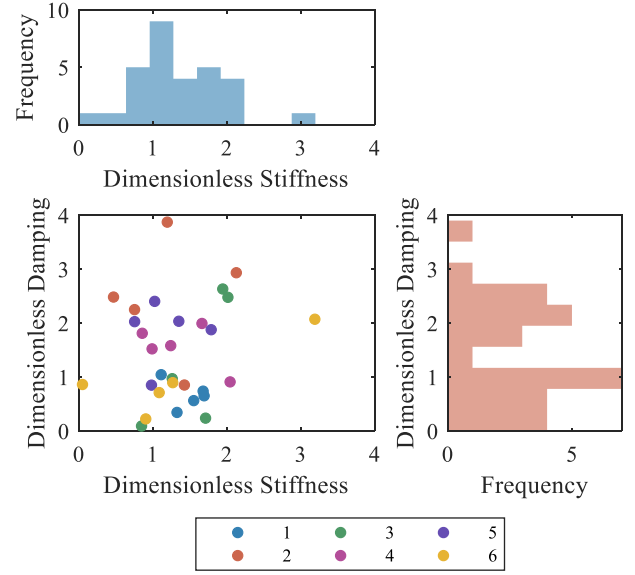 10
5
0
Frequency
0 1 2 3 4
Dimensionless Stiffness
4
3
2
1
0
Dimensionless Damping
0 1 2 3 4
Dimensionless Stiffness
4
3
2
1
0
Dimensionless Damping
0 5
Frequency
1 3 5
2 4 6